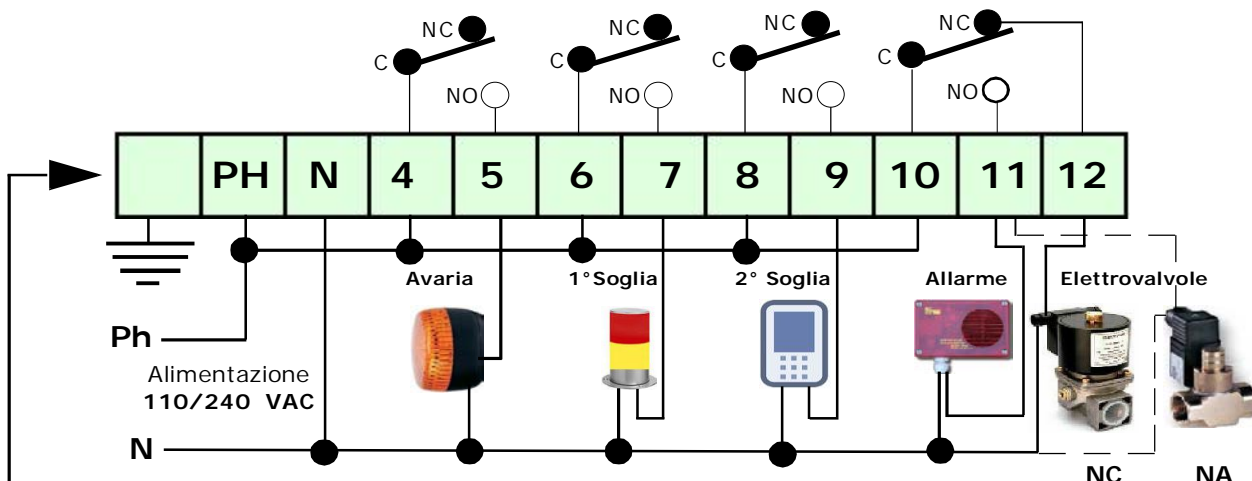 NC NC NC NC
C C C C
NO NO NO NO
PH N 4 5 6 7 8 9 10 11 12
Avaria 1°Soglia 2° Soglia Allarme Elettrovalvole
Ph
Alimentazione
110/240 VAC
N
NC NA